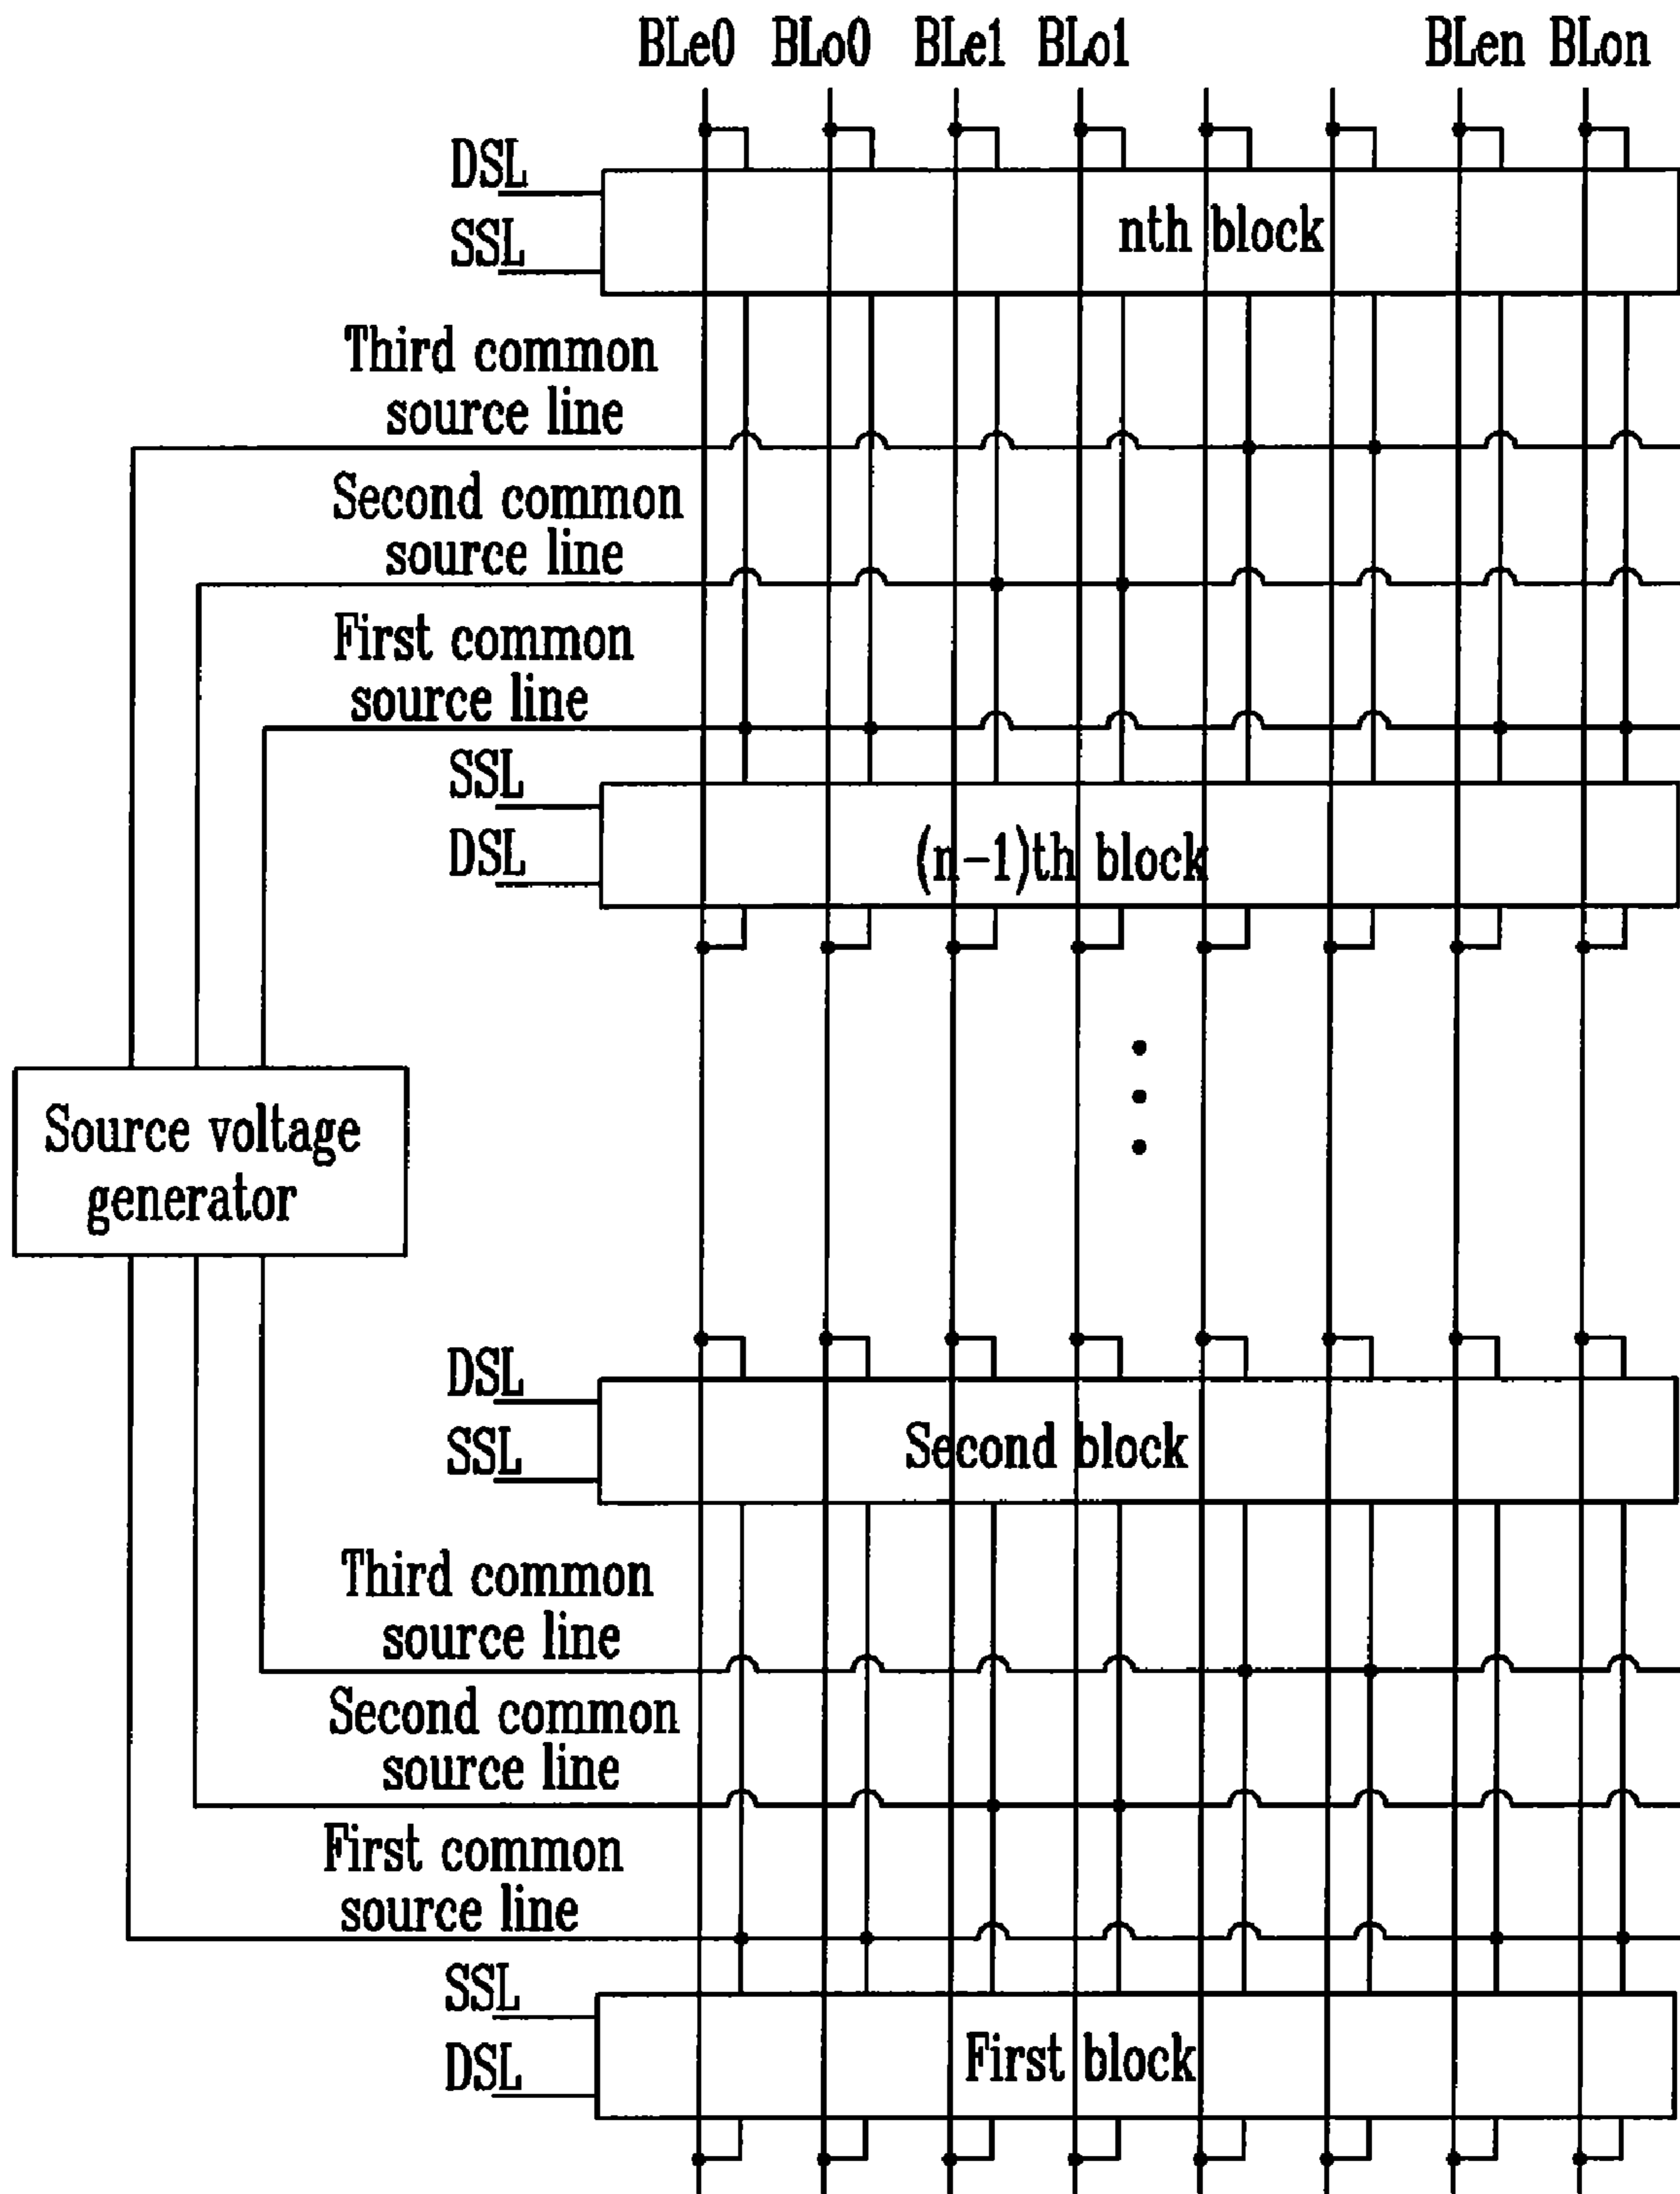 BLe0 BLo0 BLe1 BLo1 BLen BLon
DSL
SSL
nth block
Third common
source line
Second common
source line
First common
source line
SSL
DSL
(n-1)th block
Source voltage
generator
DSL
SSL
Second block
Third common
source line
Second common
source line
First common
source line
SSL
DSL
First block